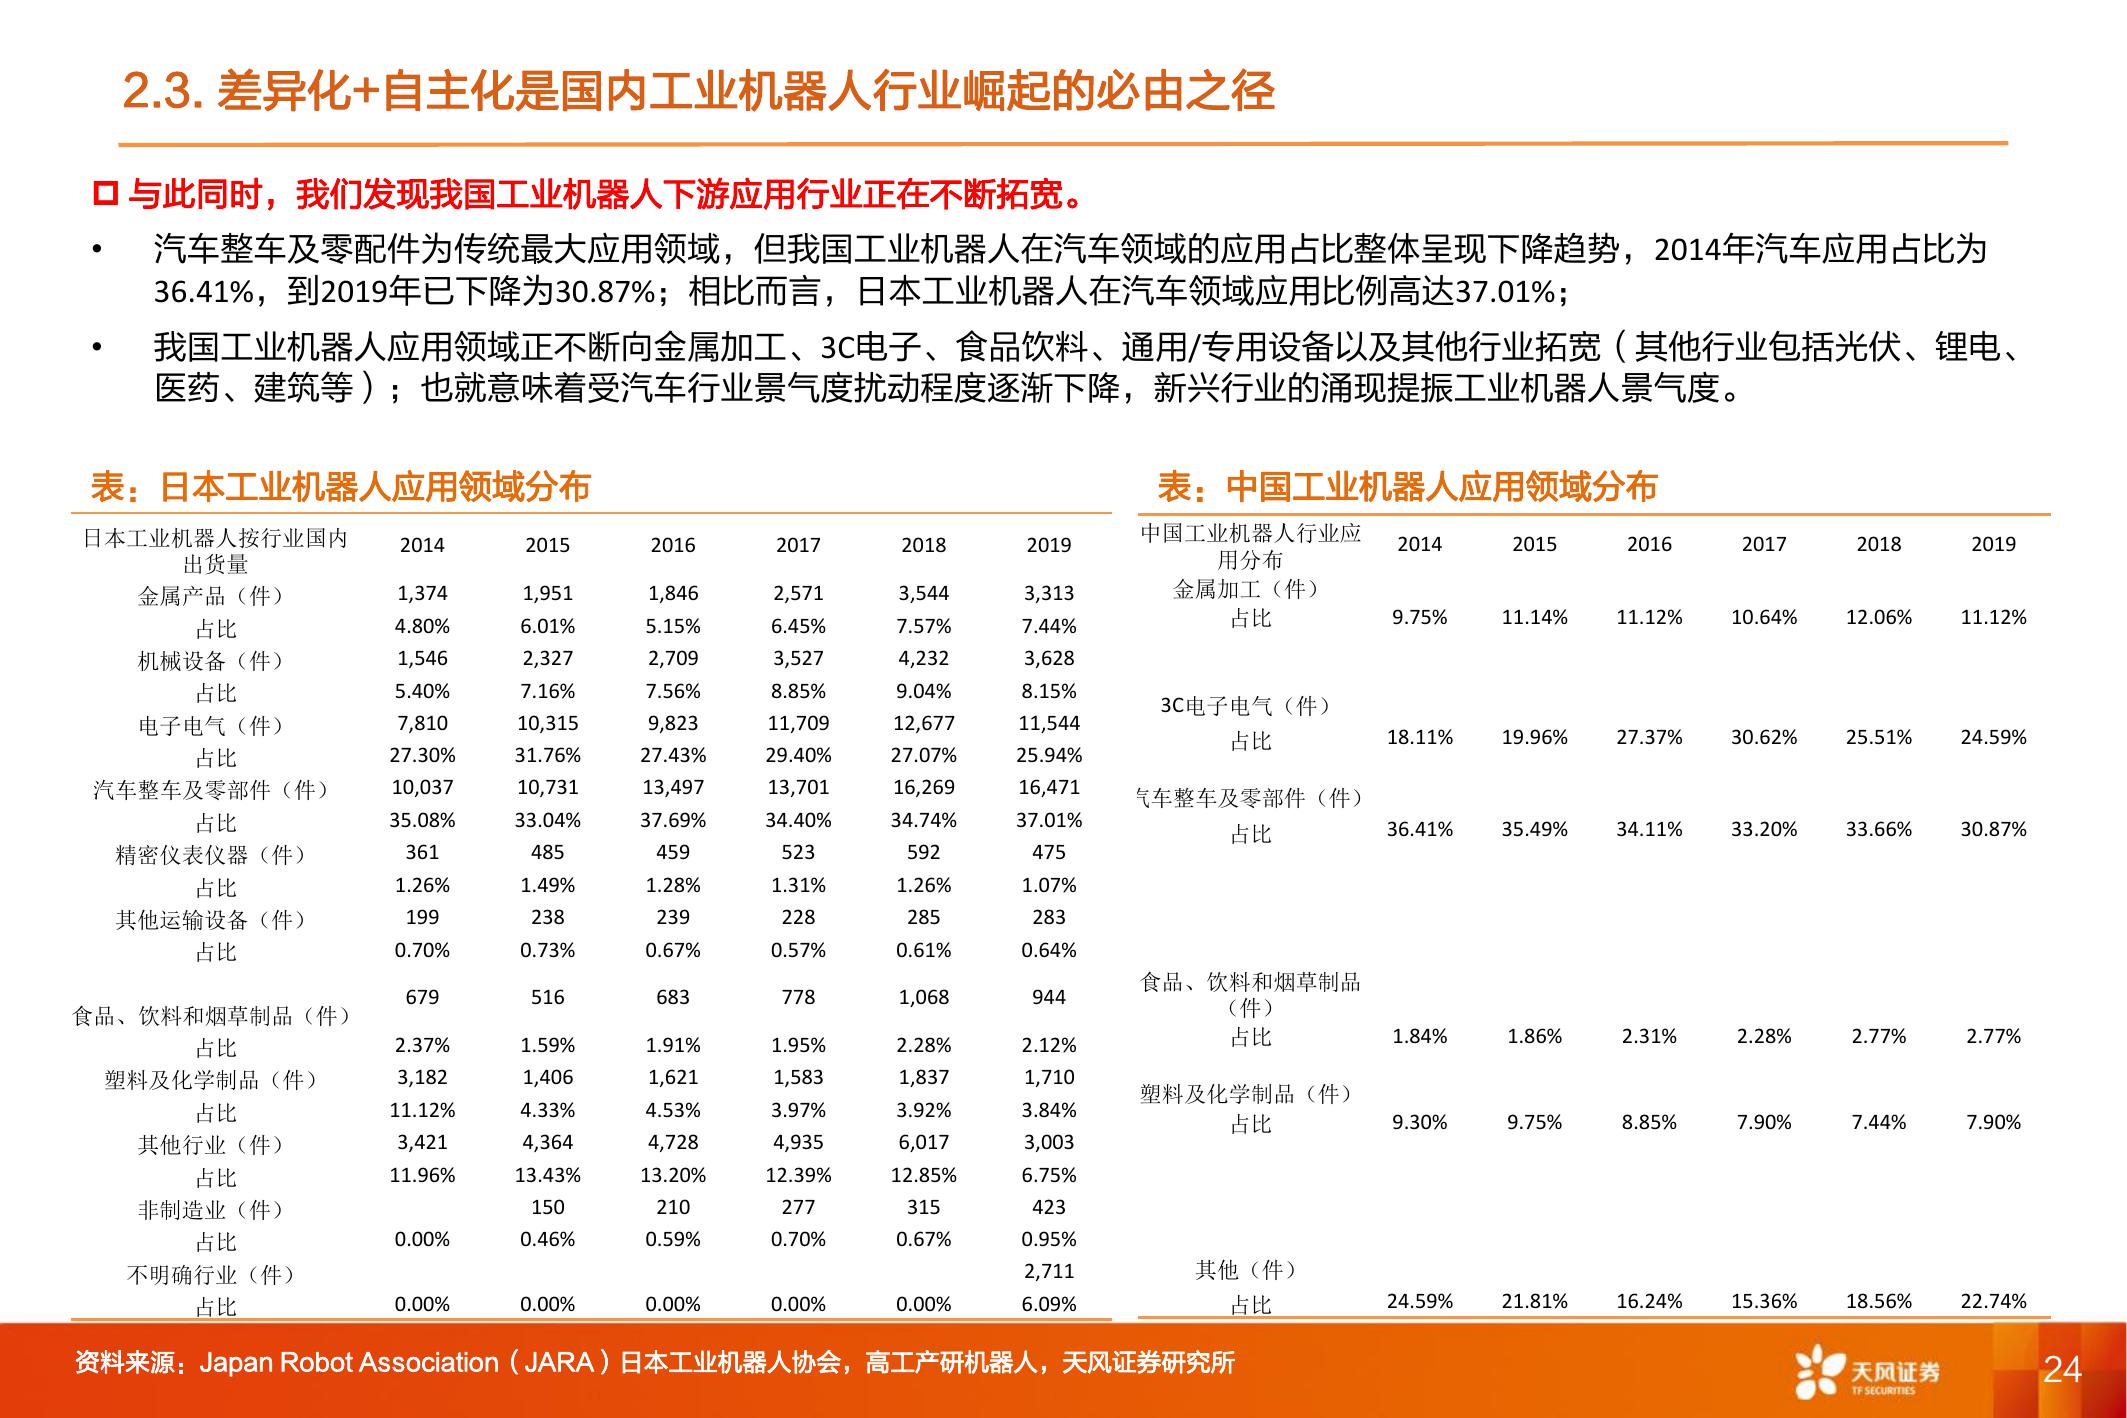 2.3. 差异化+自主化是国内工业机器人行业崛起的必由之径
与此同时，我们发现我国工业机器人下游应用行业正在不断拓宽。
• 汽车整车及零配件为传统最大应用领域，但我国工业机器人在汽车领域的应用占比整体呈现下降趋势，2014年汽车应用占比为
36.41%，到2019年已下降为30.87%；相比而言，日本工业机器人在汽车领域应用比例高达37.01%；
• 我国工业机器人应用领域正不断向金属加工、3C电子、食品饮料、通用/专用设备以及其他行业拓宽（其他行业包括光伏、锂电、
医药、建筑等）；也就意味着受汽车行业景气度扰动程度逐渐下降，新兴行业的涌现提振工业机器人景气度。
表：日本工业机器人应用领域分布
日本工业机器人按行业国内
出货量 2014 2015 2016 2017 2018 2019
金属产品（件） 1,374 1,951 1,846 2,571 3,544 3,313
占比 4.80% 6.01% 5.15% 6.45% 7.57% 7.44%
机械设备（件） 1,546 2,327 2,709 3,527 4,232 3,628
占比 5.40% 7.16% 7.56% 8.85% 9.04% 8.15%
电子电气（件） 7,810 10,315 9,823 11,709 12,677 11,544
占比 27.30% 31.76% 27.43% 29.40% 27.07% 25.94%
汽车整车及零部件（件） 10,037 10,731 13,497 13,701 16,269 16,471
占比 35.08% 33.04% 37.69% 34.40% 34.74% 37.01%
精密仪表仪器（件） 361 485 459 523 592 475
占比 1.26% 1.49% 1.28% 1.31% 1.26% 1.07%
其他运输设备（件） 199 238 239 228 285 283
占比 0.70% 0.73% 0.67% 0.57% 0.61% 0.64%
食品、饮料和烟草制品（件） 679 516 683 778 1,068 944
占比 2.37% 1.59% 1.91% 1.95% 2.28% 2.12%
塑料及化学制品（件） 3,182 1,406 1,621 1,583 1,837 1,710
占比 11.12% 4.33% 4.53% 3.97% 3.92% 3.84%
其他行业（件） 3,421 4,364 4,728 4,935 6,017 3,003
占比 11.96% 13.43% 13.20% 12.39% 12.85% 6.75%
非制造业（件） 150 210 277 315 423
占比 0.00% 0.46% 0.59% 0.70% 0.67% 0.95%
不明确行业（件） 2,711
占比 0.00% 0.00% 0.00% 0.00% 0.00% 6.09%
表：中国工业机器人应用领域分布
中国工业机器人行业应
用分布 2014 2015 2016 2017 2018 2019
金属加工（件）
占比 9.75% 11.14% 11.12% 10.64% 12.06% 11.12%
3C电子电气（件）
占比 18.11% 19.96% 27.37% 30.62% 25.51% 24.59%
汽车整车及零部件（件）
占比 36.41% 35.49% 34.11% 33.20% 33.66% 30.87%
食品、饮料和烟草制品
（件）
占比 1.84% 1.86% 2.31% 2.28% 2.77% 2.77%
塑料及化学制品（件）
占比 9.30% 9.75% 8.85% 7.90% 7.44% 7.90%
其他（件）
占比 24.59% 21.81% 16.24% 15.36% 18.56% 22.74%
资料来源：Japan Robot Association（JARA）日本工业机器人协会，高工产研机器人，天风证券研究所
天风证券
TF SECURITIES
24